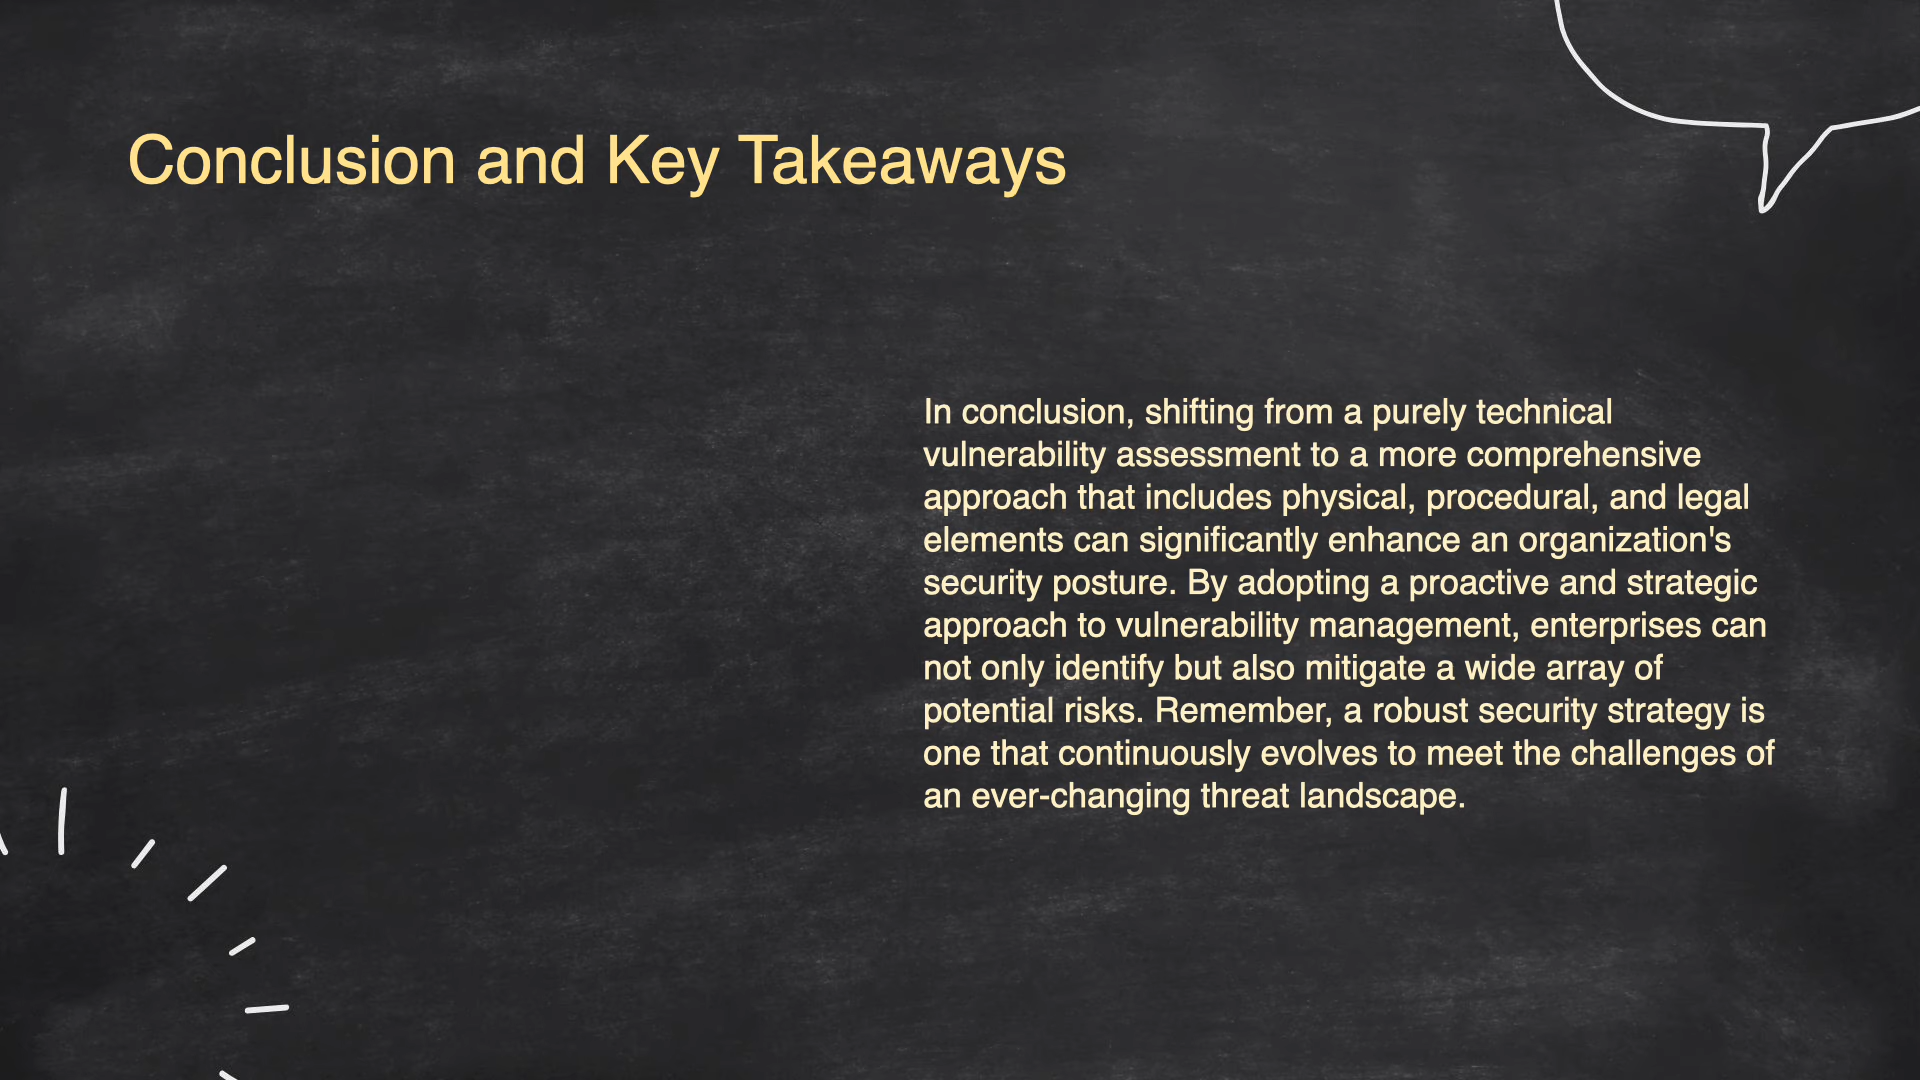 Conclusion and Key Takeaways
In conclusion, shifting from a purely technical
vulnerability assessment to a more comprehensive
approach that includes physical, procedural, and legal
elements can significantly enhance an organization's
security posture. By adopting a proactive and strategic
approach to vulnerability management, enterprises can
not only identify but also mitigate a wide array of
potential risks. Remember, a robust security strategy is
one that continuously evolves to meet the challenges of
an ever-changing threat landscape.